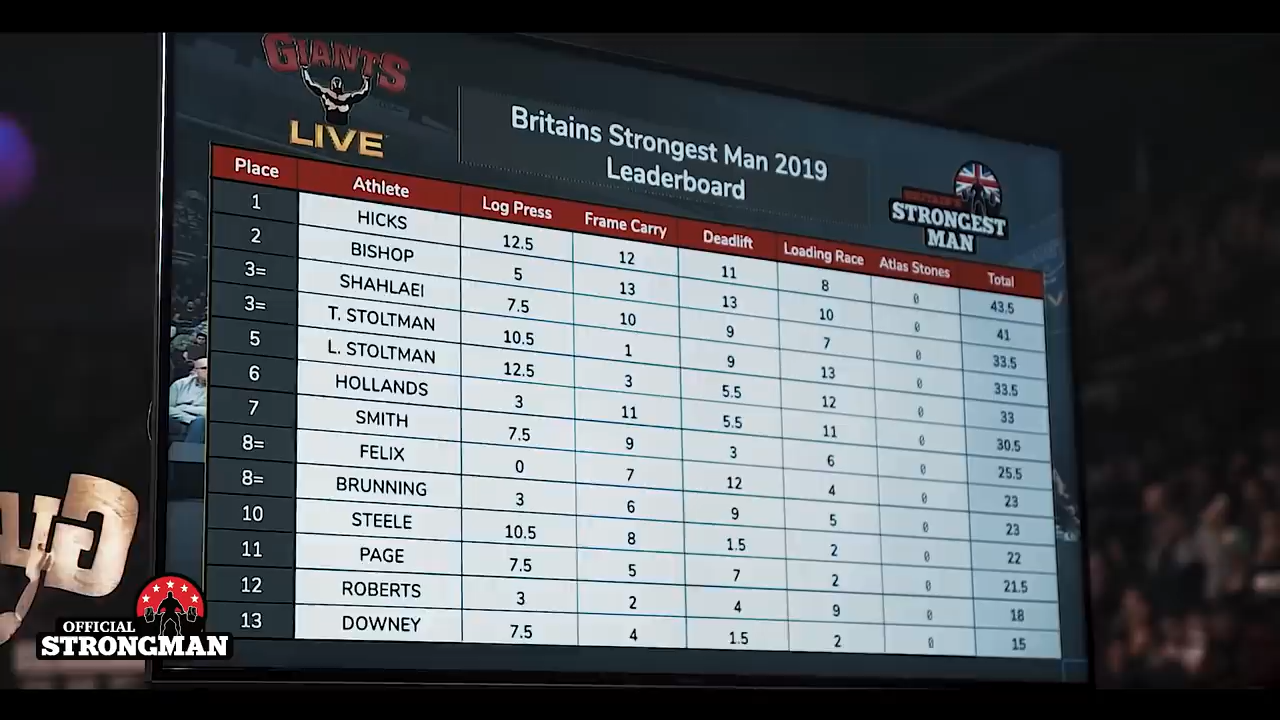 GIANTS
LIVE
Britains Strongest Man 2019
Leaderboard
STRONGEST
MAN
Place Athlete Log Press Frame Carry Deadlift Loading Race Atlas Stones Total
1 HICKS 12.5 12 11 8 0 43.5
2 BISHOP 5 13 13 10 0 41
3= SHAHLAEI 7.5 10 9 7 0 33.5
3= T. STOLTMAN 10.5 1 9 13 0 33.5
5 L. STOLTMAN 12.5 3 5.5 12 0 33
6 HOLLANDS 3 11 5.5 11 0 30.5
7 SMITH 7.5 9 3 6 0 25.5
8= FELIX 0 7 12 4 0 23
8= BRUNNING 3 6 9 5 0 23
10 STEELE 10.5 8 1.5 2 0 22
11 PAGE 7.5 5 7 2 0 21.5
12 ROBERTS 3 2 4 9 0 18
13 DOWNEY 7.5 4 1.5 2 0 15
OFFICIAL
STRONGMAN